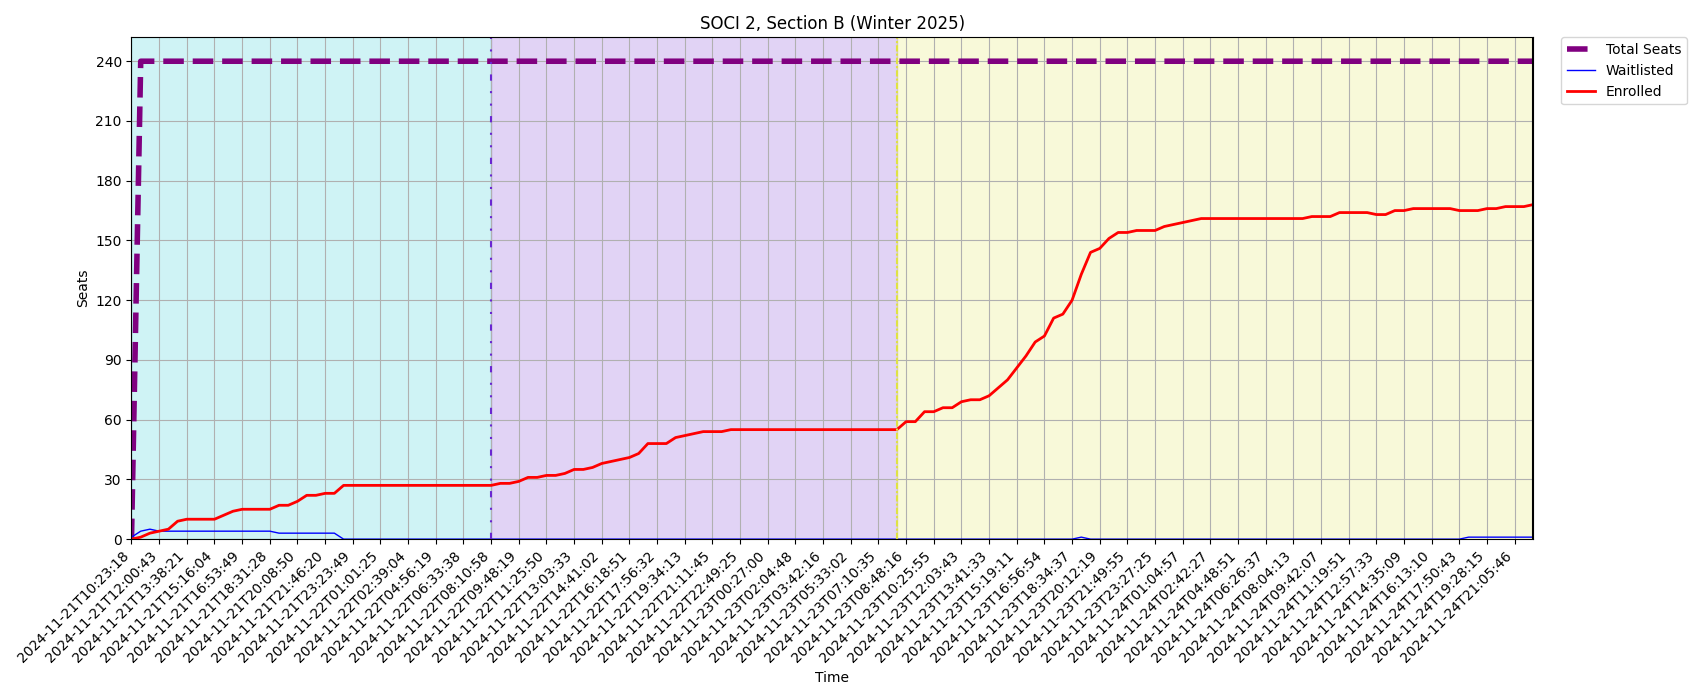 SOCI 2, Section B (Winter 2025)
Total Seats
Waitlisted
Enrolled
Seats
240
210
180
150
120
90
60
30
0
2024-11-21T10:23:18
2024-11-21T12:00:43
2024-11-21T13:38:21
2024-11-21T15:16:04
2024-11-21T16:53:49
2024-11-21T18:31:28
2024-11-21T20:08:50
2024-11-21T21:46:20
2024-11-21T23:23:49
2024-11-22T01:01:25
2024-11-22T02:39:04
2024-11-22T04:56:19
2024-11-22T06:33:38
2024-11-22T08:10:58
2024-11-22T09:48:19
2024-11-22T11:25:50
2024-11-22T13:03:33
2024-11-22T14:41:02
2024-11-22T16:18:51
2024-11-22T17:56:32
2024-11-22T19:34:13
2024-11-22T21:11:45
2024-11-22T22:49:25
2024-11-23T00:27:00
2024-11-23T02:04:48
2024-11-23T03:42:16
2024-11-23T05:33:02
2024-11-23T07:10:35
2024-11-23T08:48:16
2024-11-23T10:25:55
2024-11-23T12:03:43
2024-11-23T13:41:33
2024-11-23T15:19:11
2024-11-23T16:56:54
2024-11-23T18:34:37
2024-11-23T20:12:19
2024-11-23T21:49:55
2024-11-23T23:27:25
2024-11-24T01:04:57
2024-11-24T02:42:27
2024-11-24T04:48:51
2024-11-24T06:26:37
2024-11-24T08:04:13
2024-11-24T09:42:07
2024-11-24T11:19:51
2024-11-24T12:57:33
2024-11-24T14:35:09
2024-11-24T16:13:10
2024-11-24T17:50:43
2024-11-24T19:28:15
2024-11-24T21:05:46
Time